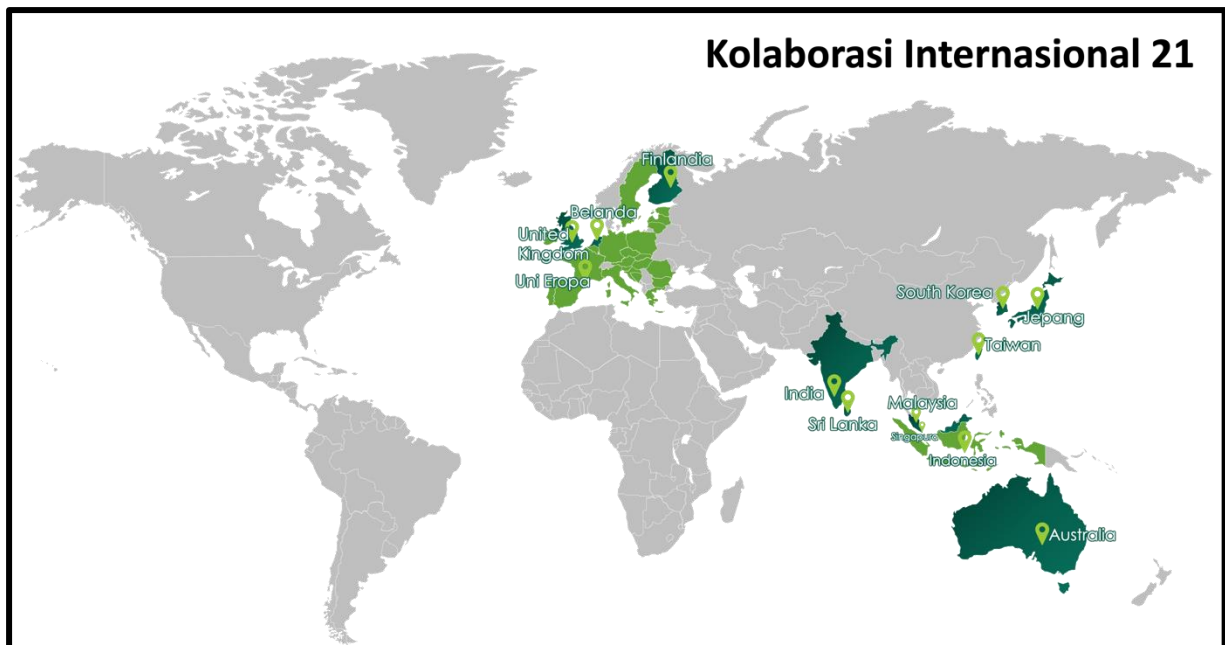 Kolaborasi Internasional 21
Finlandia
Belanda
United
Kingdom
Uni Eropa
South Korea
Jepang
Taiwan
India
Sri Lanka
Malaysia
Singapura
Indonesia
Australia